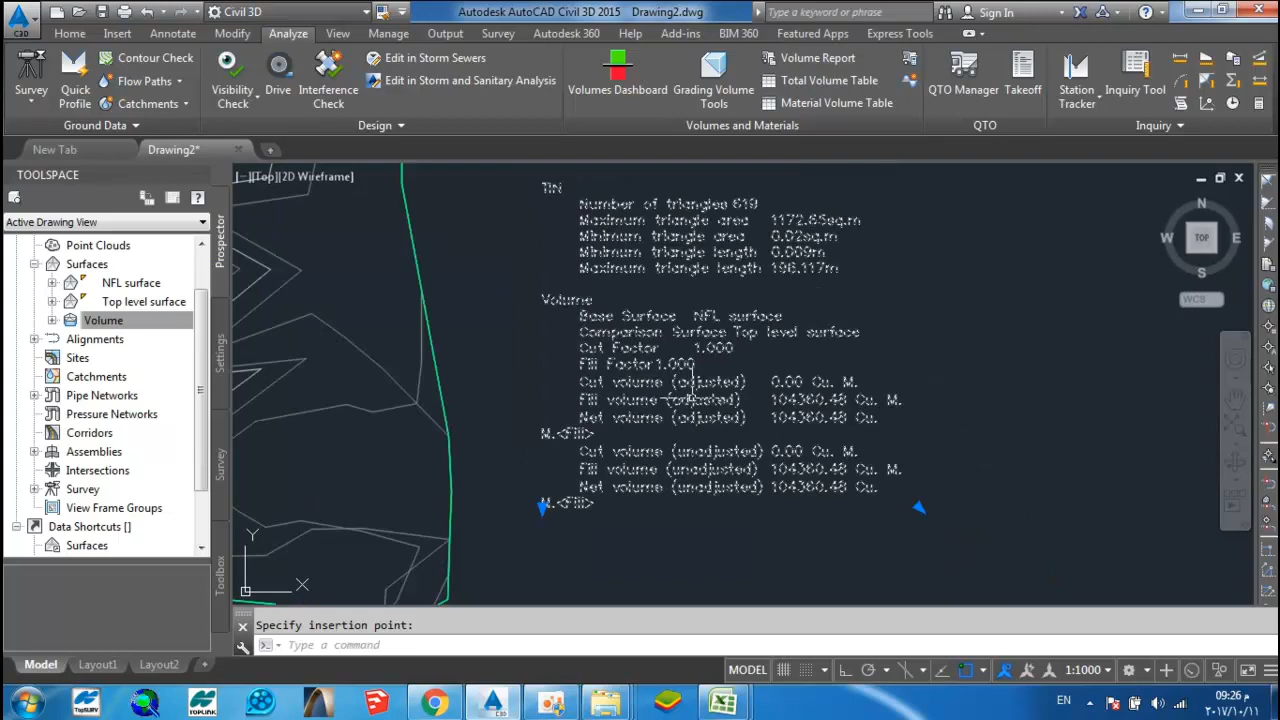 Civil 3D
Autodesk AutoCAD Civil 3D 2015 Drawing2.dwg
Type a keyword or phrase
Sign In
C3D
Home Insert Annotate Modify Analyze View Manage Output Survey Autodesk 360 Help Add-ins BIM 360 Featured Apps Express Tools
Survey
Quick Profile
Contour Check
Flow Paths
Catchments
Visibility Check
Drive
Interference Check
Edit in Storm Sewers
Edit in Storm and Sanitary Analysis
Volumes Dashboard
Grading Volume Tools
Volume Report
Total Volume Table
Material Volume Table
QTO Manager
Takeoff
Station Tracker
Inquiry Tool
Ground Data
Design
Volumes and Materials
QTO
Inquiry
New Tab
Drawing2*
TOOLSPACE
Active Drawing View
Point Clouds
Surfaces
NFL surface
Top level surface
Volume
Alignments
Sites
Catchments
Pipe Networks
Pressure Networks
Corridors
Assemblies
Intersections
Survey
View Frame Groups
Data Shortcuts []
Surfaces
Prospector
Settings
Survey
Toolbox
[−][Top][2D Wireframe]
TIN
Number of triangles 619
Maximum triangle area 1172.65sq.m
Minimum triangle area 0.02sq.m
Minimum triangle length 0.009m
Maximum triangle length 196.117m
Volume
Base Surface NFL surface
Comparison Surface Top level surface
Cut Factor 1.000
Fill Factor 1.000
Cut volume (adjusted) 0.00 Cu. M.
Fill volume (adjusted) 104360.48 Cu. M.
Net volume (adjusted) 104360.48 Cu.
M.<Fill>
Cut volume (unadjusted) 0.00 Cu. M.
Fill volume (unadjusted) 104360.48 Cu. M.
Net volume (unadjusted) 104360.48 Cu.
M.<Fill>
N
W TOP E
S
WCS
Y
X
Specify insertion point:
Type a command
Model Layout1 Layout2 +
MODEL
1:1000
TopSURV
TOPLINK
C3D
EN
09:26 م
٢٠١٧/١٠/١١